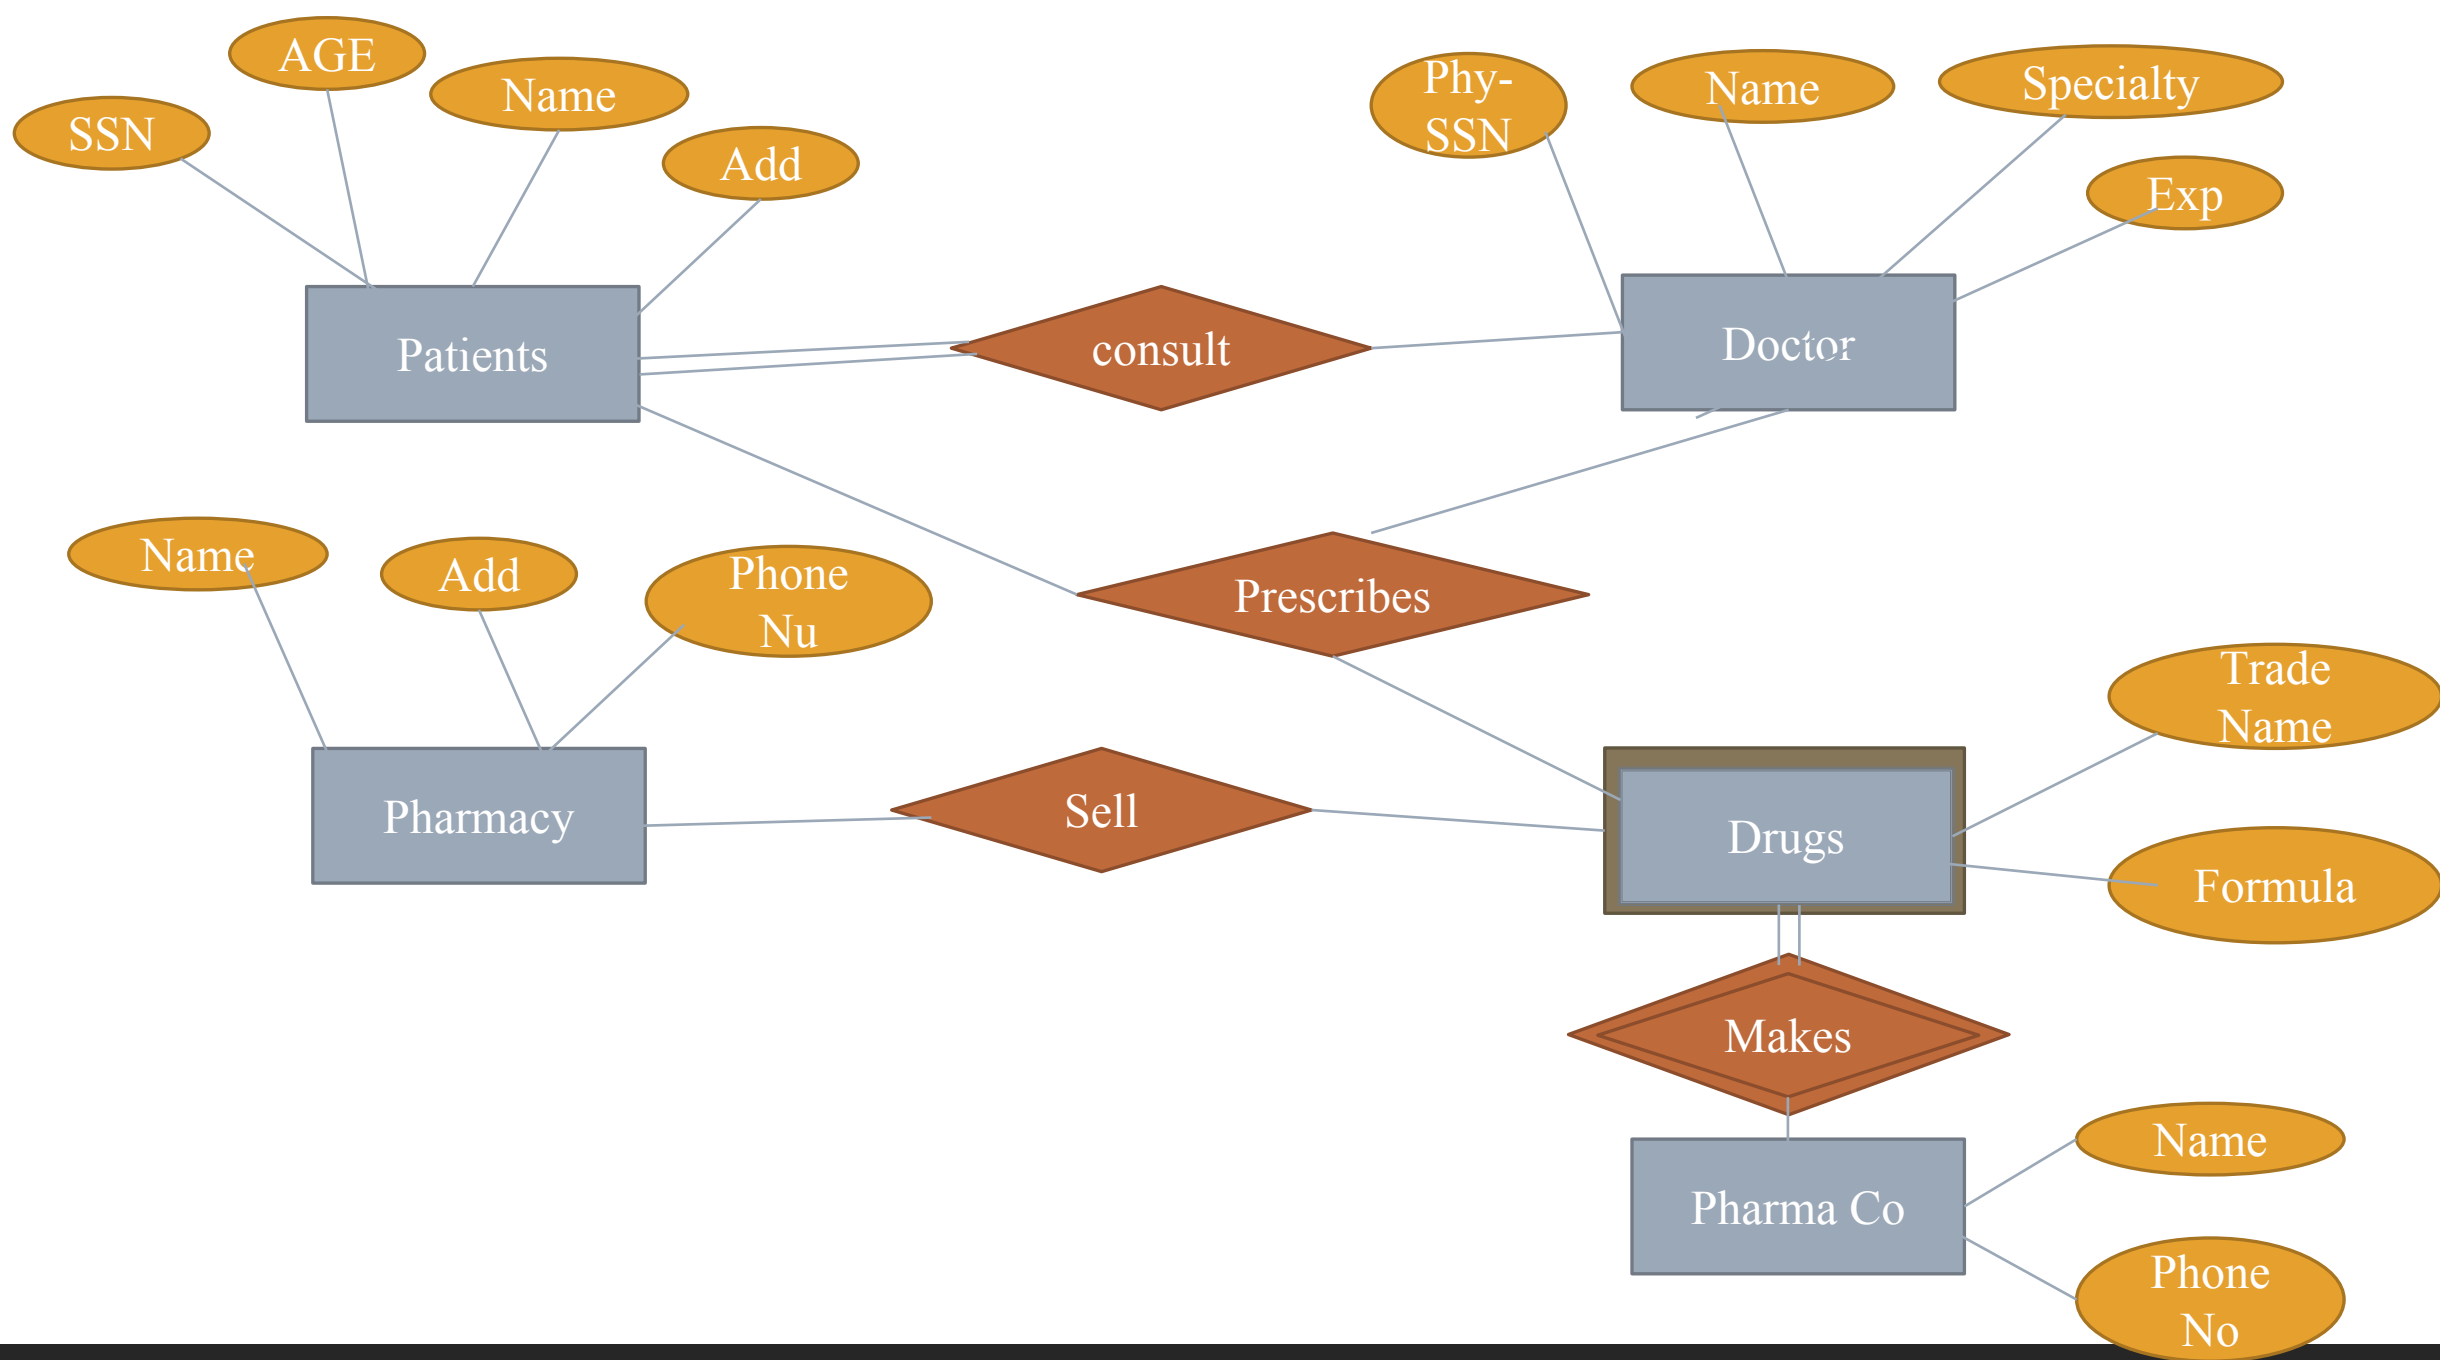 AGE
SSN
Name
Add
Phy-
SSN
Name
Specialty
Exp
Patients
consult
Doctor
Name
Add
Phone
Nu
Prescribes
Trade
Name
Pharmacy
Sell
Drugs
Formula
Makes
Name
Pharma Co
Phone
No